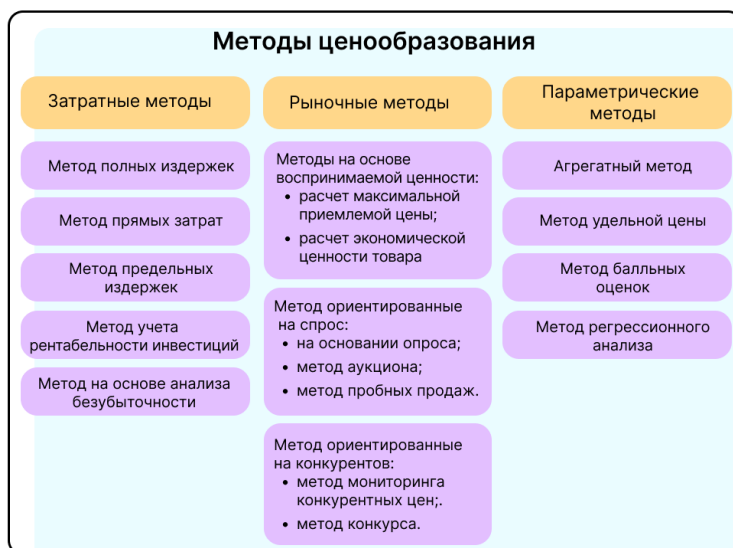 Методы ценообразования
Затратные методы
Метод полных издержек
Метод прямых затрат
Метод предельных
издержек
Метод учета
рентабельности инвестиций
Метод на основе анализа
безубыточности
Рыночные методы
Методы на основе
воспринимаемой ценности:
• расчет максимальной
приемлемой цены;
• расчет экономической
ценности товара
Метод ориентированные
на спрос:
• на основании опроса;
• метод аукциона;
• метод пробных продаж.
Метод ориентированные
на конкурентов:
• метод мониторинга
конкурентных цен;.
• метод конкурса.
Параметрические
методы
Агрегатный метод
Метод удельной цены
Метод балльных
оценок
Метод регрессионного
анализа